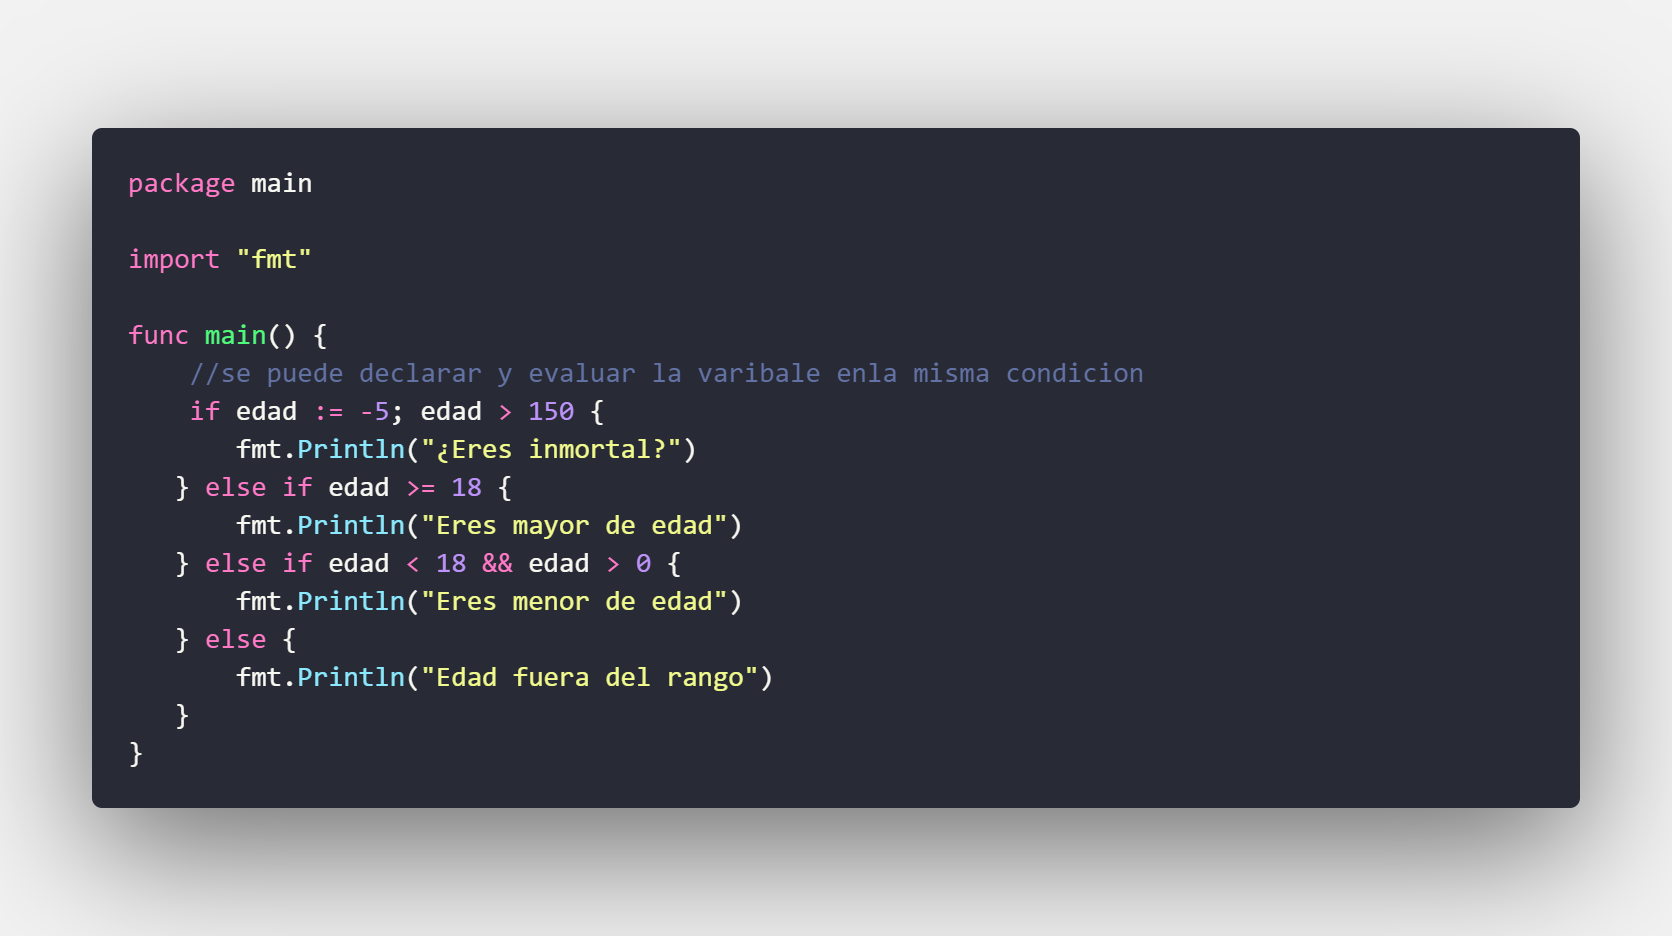 package main
import "fmt"
func main() {
//se puede declarar y evaluar la varibale enla misma condicion
if edad := -5; edad > 150 {
fmt.Println("¿Eres inmortal?")
} else if edad >= 18 {
fmt.Println("Eres mayor de edad")
} else if edad < 18 && edad > 0 {
fmt.Println("Eres menor de edad")
} else {
fmt.Println("Edad fuera del rango")
}
}